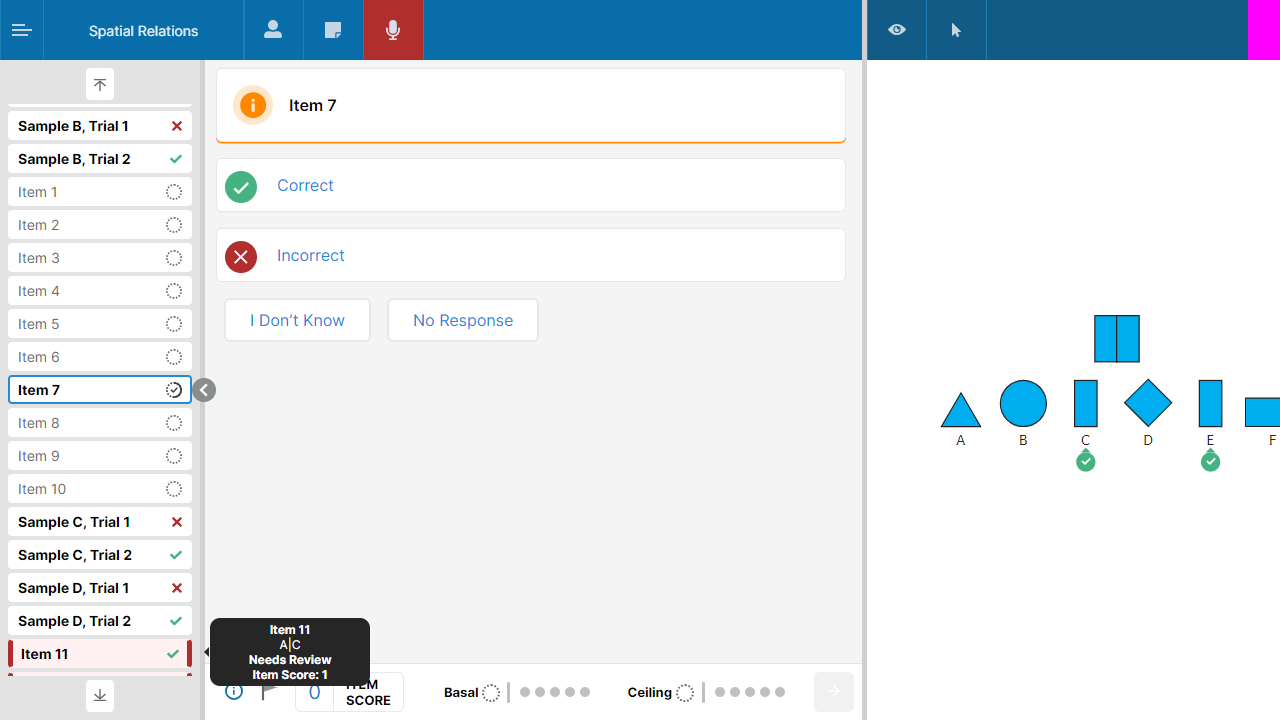 Spatial Relations
Sample B, Trial 1
Sample B, Trial 2
Item 1
Item 2
Item 3
Item 4
Item 5
Item 6
Item 7
Item 8
Item 9
Item 10
Sample C, Trial 1
Sample C, Trial 2
Sample D, Trial 1
Sample D, Trial 2
Item 11
Item 7
Correct
Incorrect
I Don’t Know
No Response
Item 11
A|C
Needs Review
Item Score: 1
0
ITEM
SCORE
Basal
Ceiling
A B C D E F